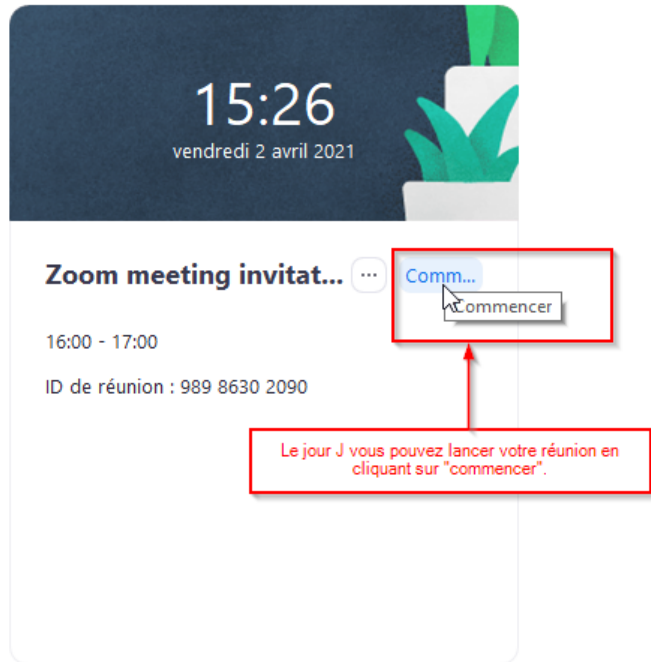 15:26
vendredi 2 avril 2021
Zoom meeting invitat... ... Comm...
Commencer
16:00 - 17:00
ID de réunion : 989 8630 2090
Le jour J vous pouvez lancer votre réunion en
cliquant sur "commencer".